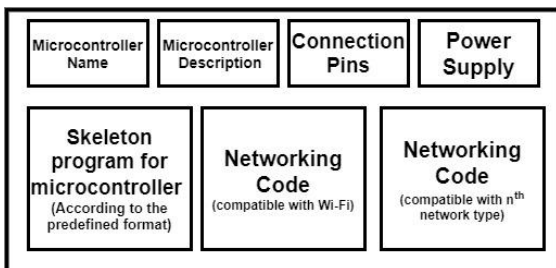 Microcontroller
Name
Microcontroller
Description
Connection
Pins
Power
Supply
Skeleton
program for
microcontroller
(According to the
predefined format)
Networking
Code
(compatible with Wi-Fi)
Networking
Code
(compatible with nth
network type)